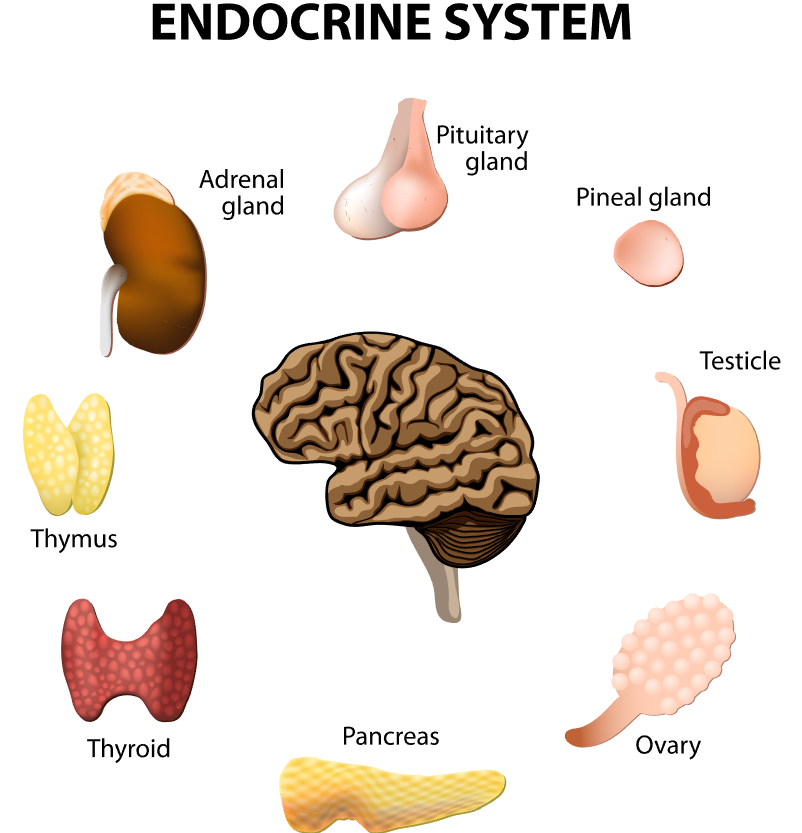 ENDOCRINE SYSTEM
Pituitary
gland
Adrenal
gland
Pineal gland
Testicle
Thymus
Thyroid
Pancreas
Ovary